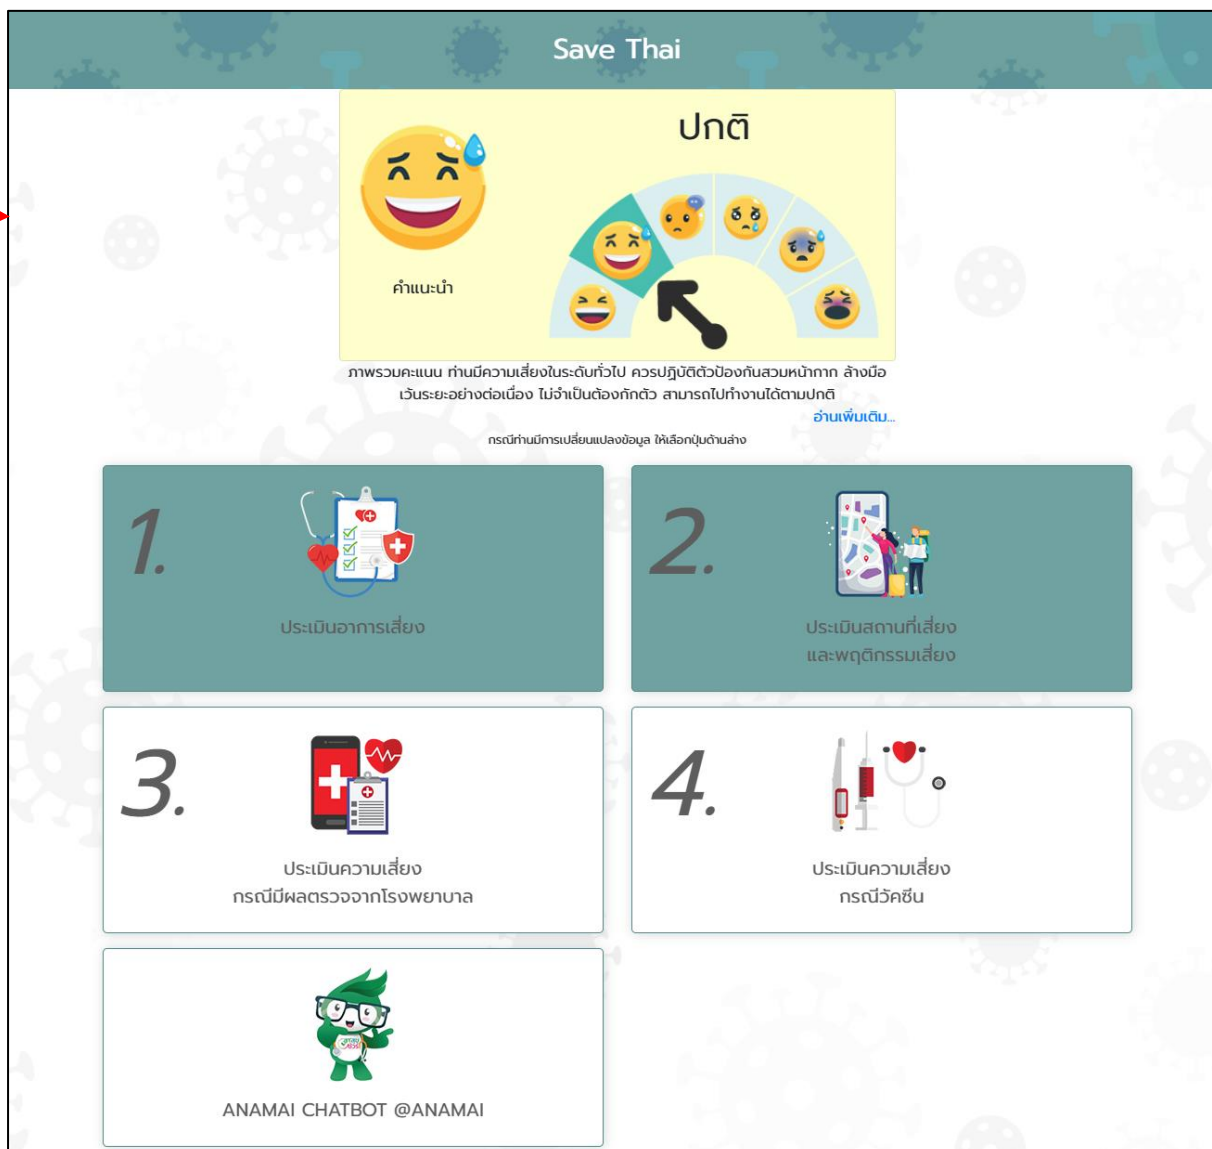 Save Thai
ปกติ
คำแนะนำ
ภาพรวมคะแนน ท่านมีความเสี่ยงในระดับทั่วไป ควรปฏิบัติตัวป้องกันสวมหน้ากาก ล้างมือ
เว้นระยะอย่างต่อเนื่อง ไม่จำเป็นต้องกักตัว สามารถไปทำงานได้ตามปกติ
อ่านเพิ่มเติม...
กรณีท่านมีการเปลี่ยนแปลงข้อมูล ให้เลือกปุ่มด้านล่าง
1.
ประเมินอาการเสี่ยง
2.
ประเมินสถานที่เสี่ยง
และพฤติกรรมเสี่ยง
3.
ประเมินความเสี่ยง
กรณีมีผลตรวจจากโรงพยาบาล
4.
ประเมินความเสี่ยง
กรณีวัคซีน
ANAMAI CHATBOT @ANAMAI